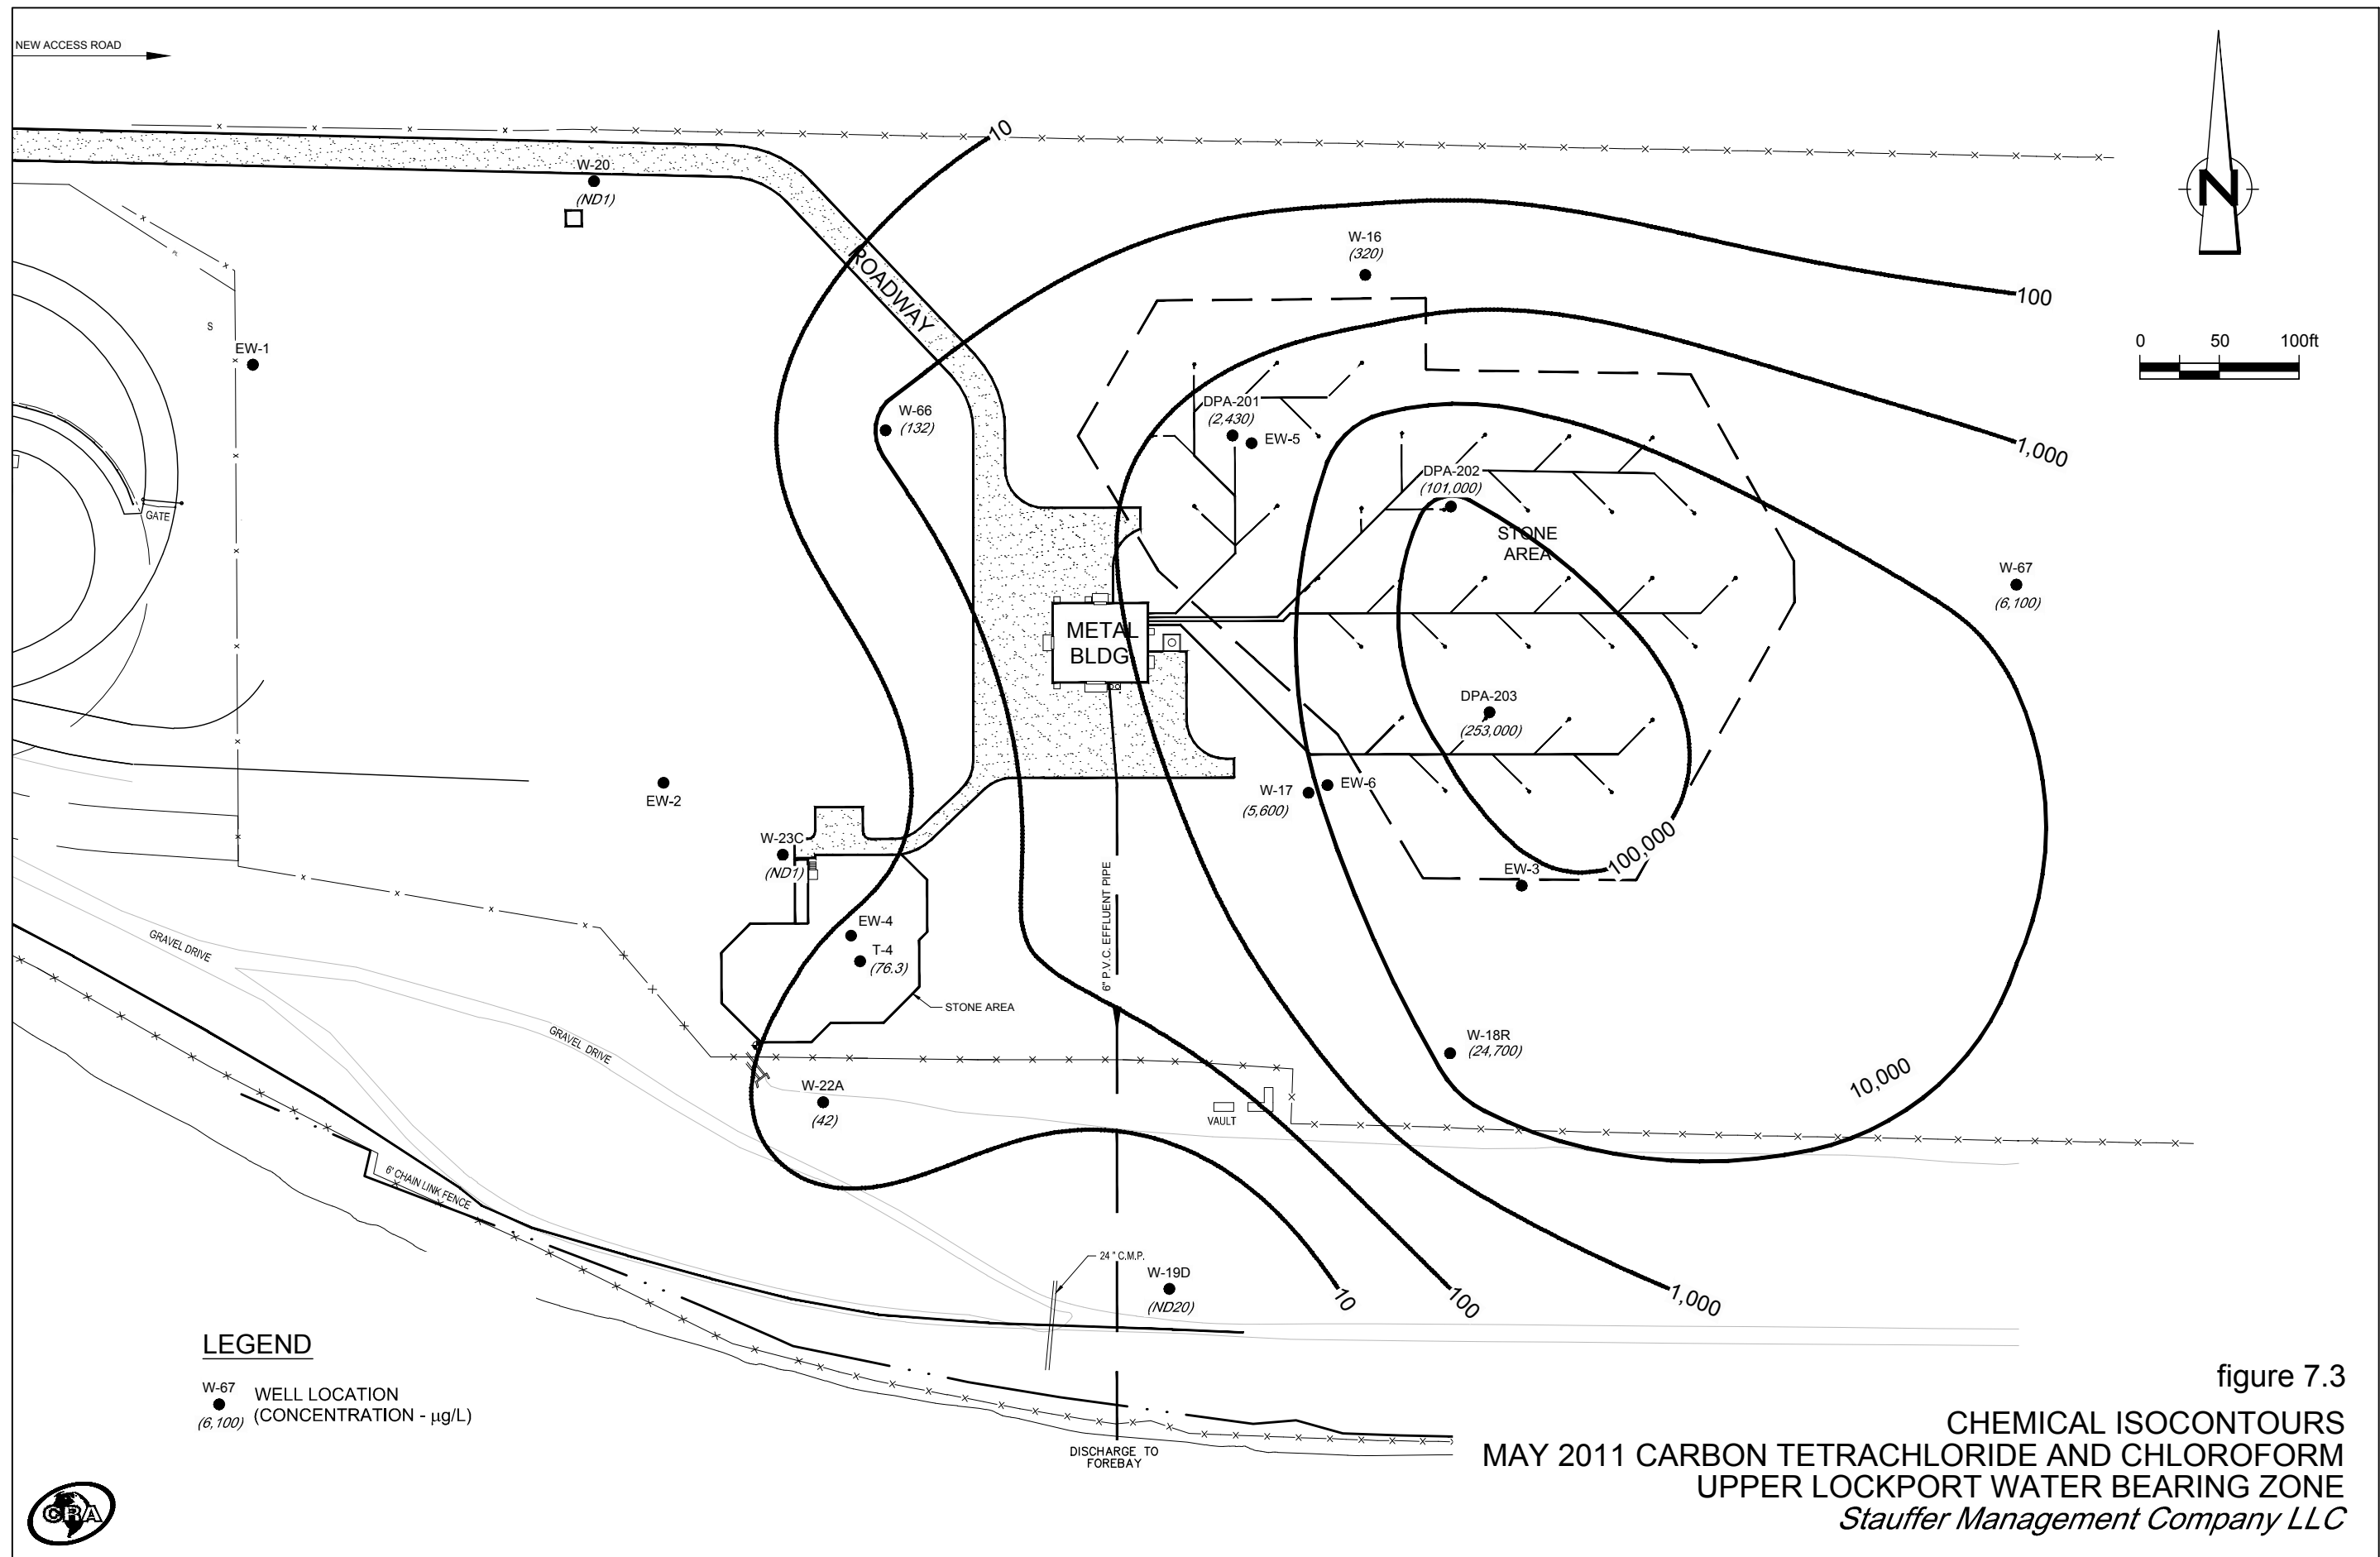 NEW ACCESS ROAD
10
W-20
(ND1)
N
W-16
(320)
ROADWAY
100
S
EW-1
0 50 100ft
W-66
(132)
DPA-201
(2,430)
EW-5
1,000
DPA-202
(101,000)
GATE
STONE
AREA
W-67
(6,100)
METAL
BLDG
DPA-203
(253,000)
EW-2
W-17
(5,600)
EW-6
W-23C
(ND1)
100,000
EW-3
EW-4
T-4
(76.3)
6" P.V.C. EFFLUENT PIPE
GRAVEL DRIVE
STONE AREA
GRAVEL DRIVE
W-18R
(24,700)
10,000
W-22A
(42)
VAULT
6' CHAIN LINK FENCE
24" C.M.P.
W-19D
(ND20)
10
100
1,000
LEGEND
W-67
(6,100)
WELL LOCATION
(CONCENTRATION - µg/L)
DISCHARGE TO
FOREBAY
figure 7.3
CHEMICAL ISOCONTOURS
MAY 2011 CARBON TETRACHLORIDE AND CHLOROFORM
UPPER LOCKPORT WATER BEARING ZONE
Stauffer Management Company LLC
CRA